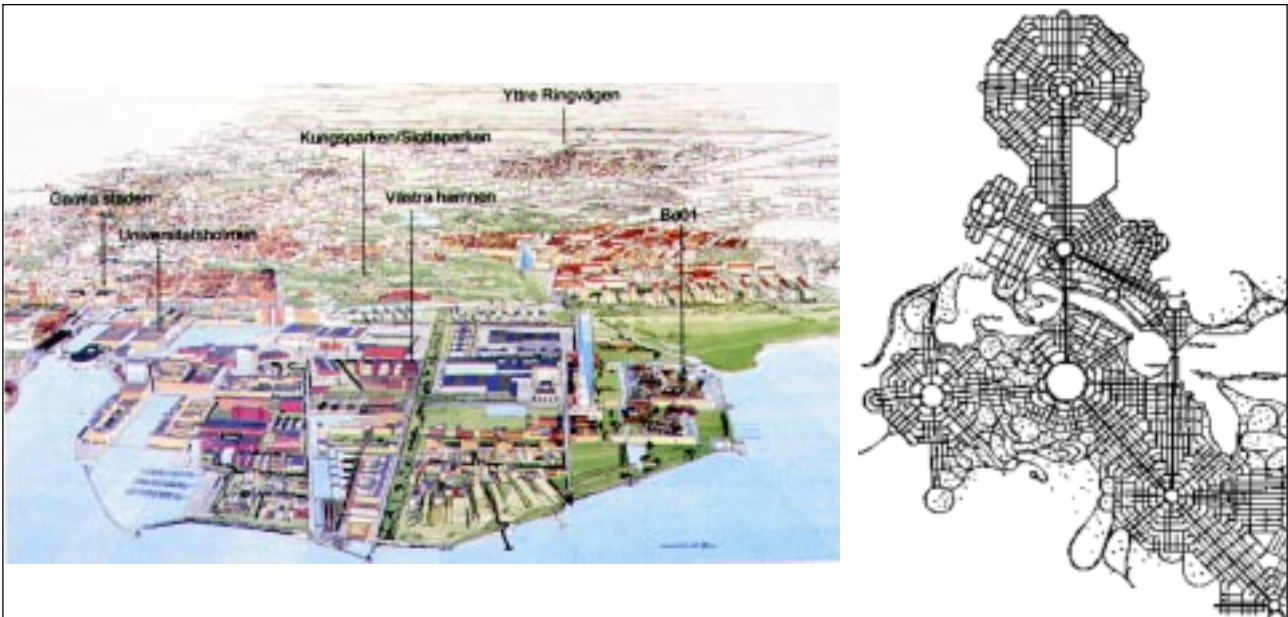 Yttre Ringvägen
Kungsparken/Slottsparken
Gamla staden
Västra hamnen
Bo01
Universitetsholmen